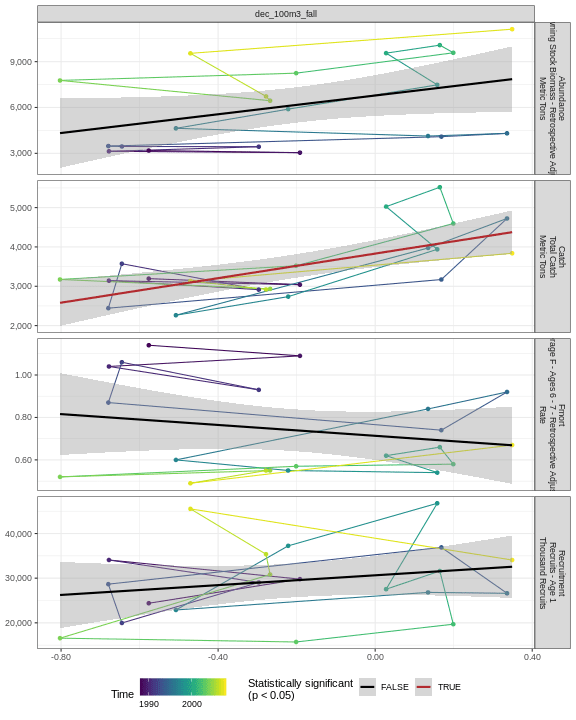 dec_100m3_fall
9,000
6,000
3,000
Abundance
ning Stock Biomass - Retrospective Adj
Metric Tons
5,000
4,000
3,000
2,000
Catch
Total Catch
Metric Tons
1.00
0.80
0.60
Fmort
rage F - Ages 6 - 7 - Retrospective Adjus
Rate
40,000
30,000
20,000
Recruitment
Recruits - Age 1
Thousand Recruits
-0.80
-0.40
0.00
0.40
Time
1990
2000
Statistically significant
(p < 0.05)
FALSE
TRUE